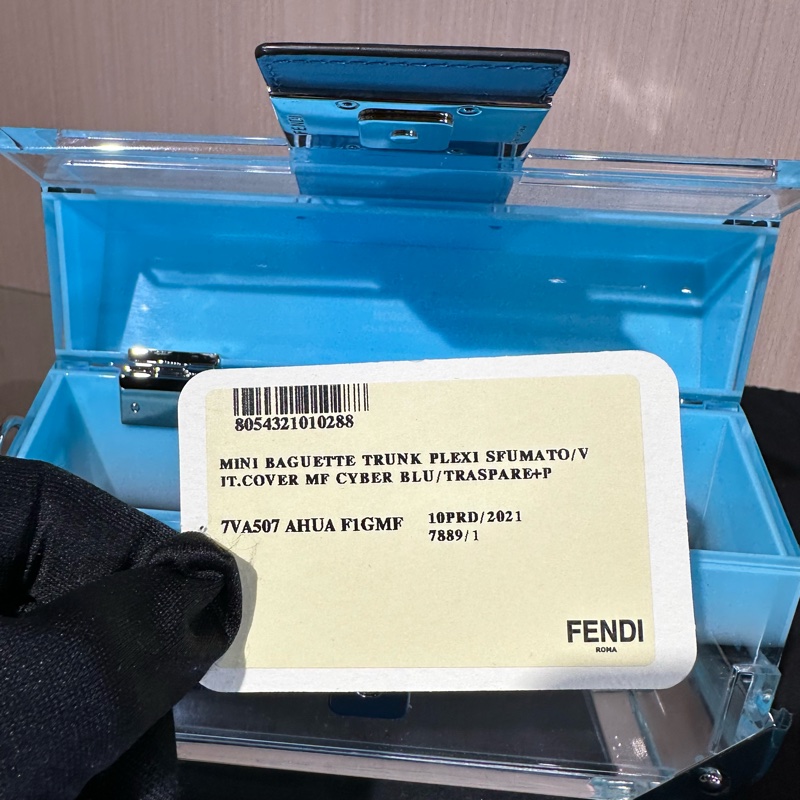 FENDI
8054321010288
MINI BAGUETTE TRUNK PLEXI SFUMATO/V
IT.COVER MF CYBER BLU/TRASPARE+P
7VA507 AHUA F1GMF 10PRD/2021
7889/1
FENDI
ROMA